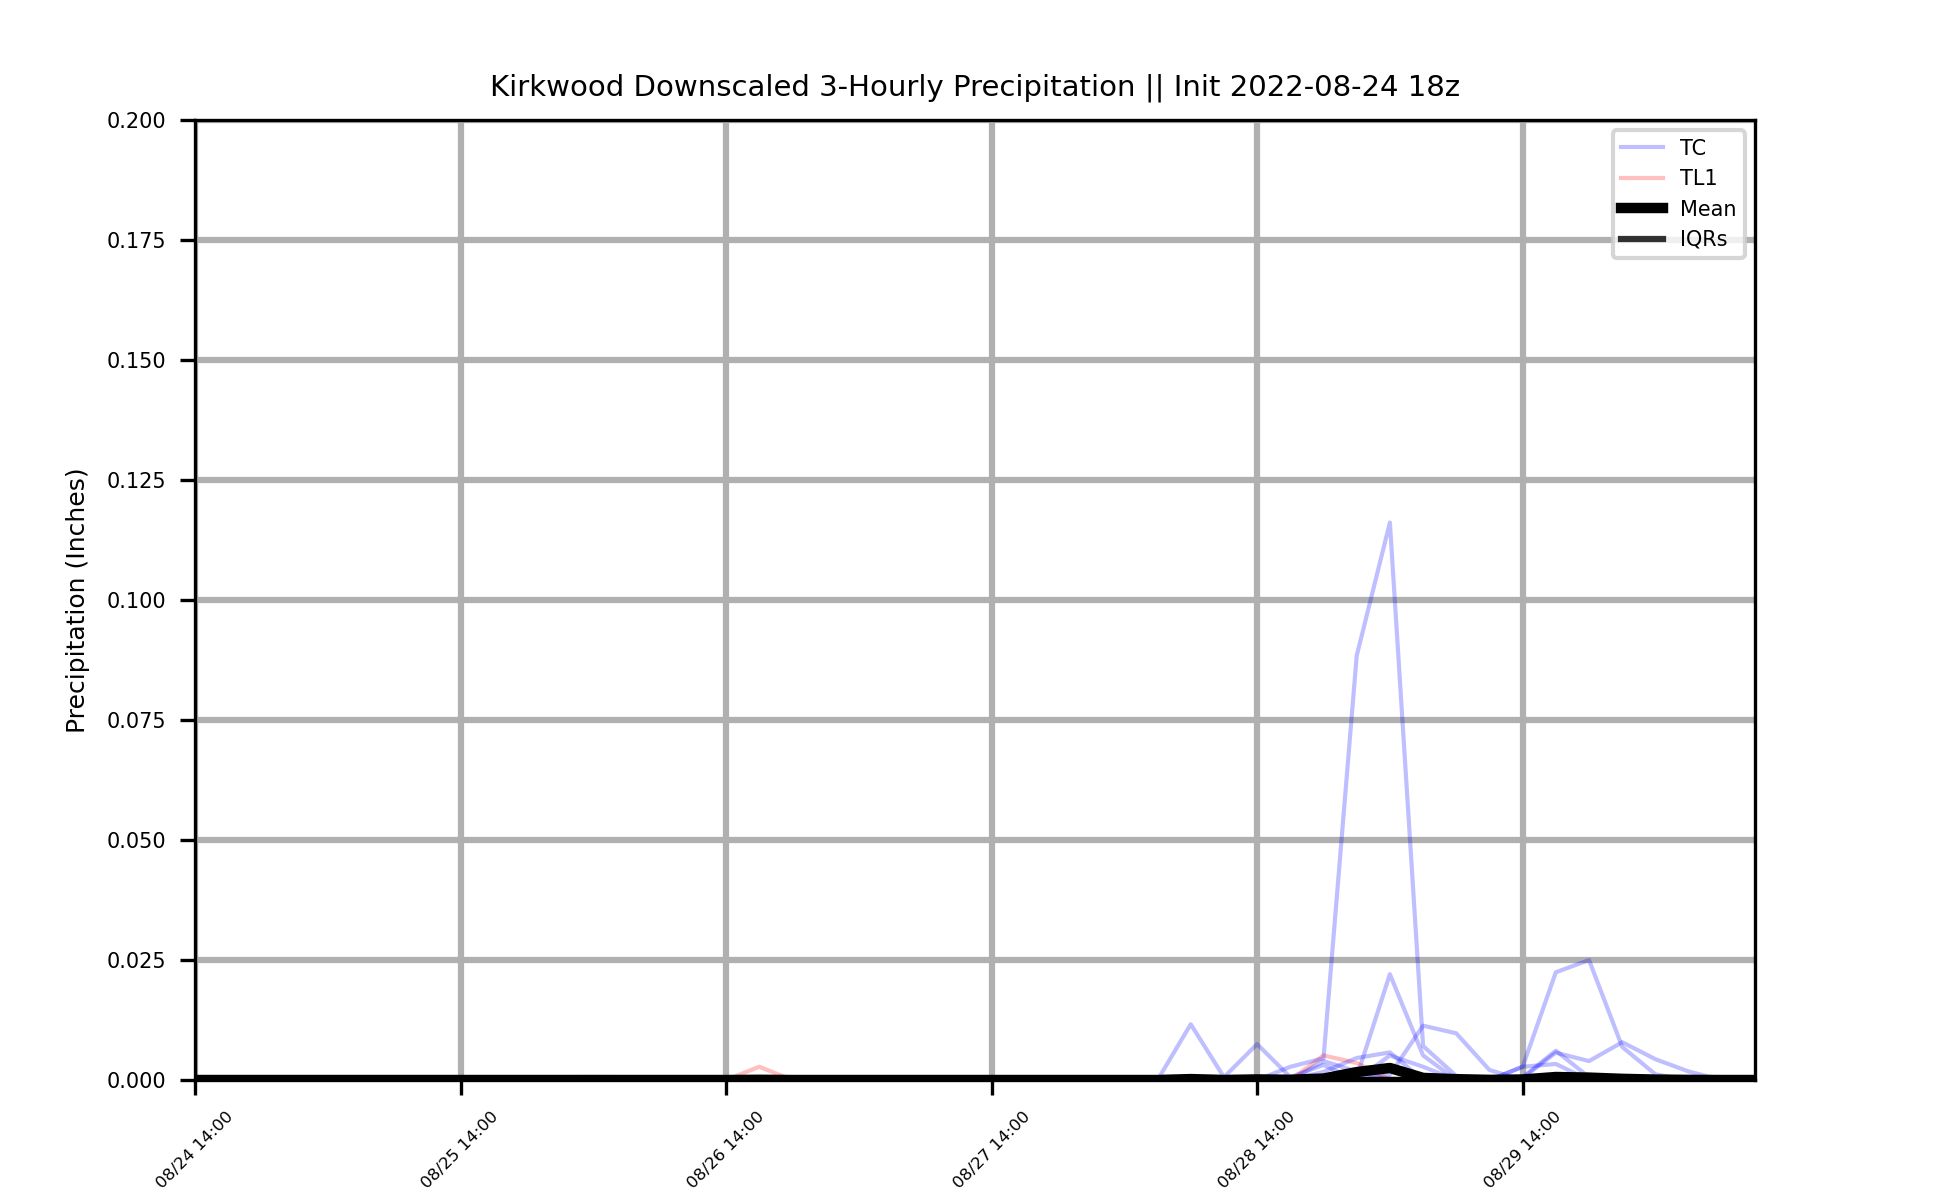 Kirkwood Downscaled 3-Hourly Precipitation || Init 2022-08-24 18z
0.200
0.175
0.150
0.125
0.100
0.075
0.050
0.025
0.000
Precipitation (Inches)
TC
TL1
Mean
IQRs
08/24 14:00
08/25 14:00
08/26 14:00
08/27 14:00
08/28 14:00
08/29 14:00